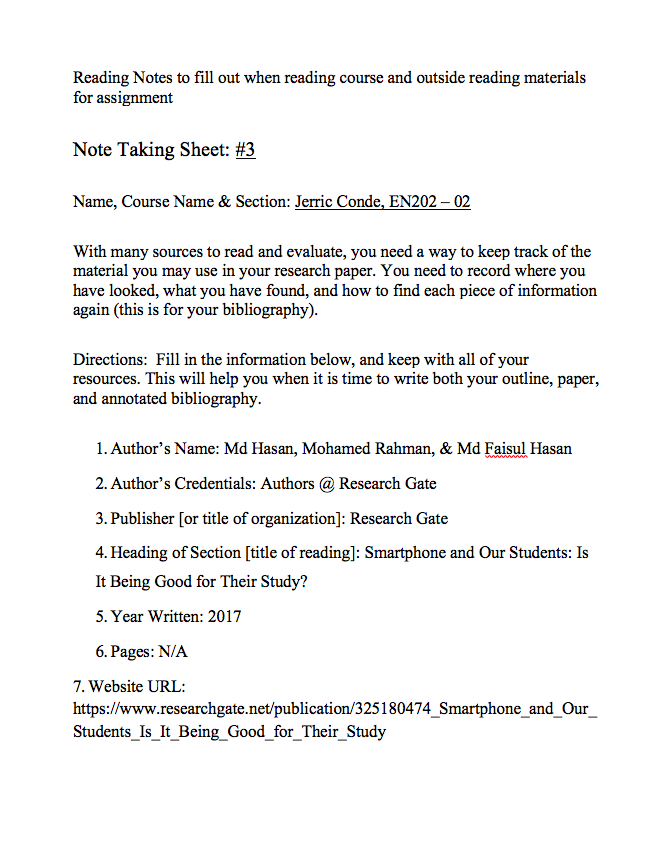 Reading Notes to fill out when reading course and outside reading materials
for assignment
Note Taking Sheet: #3
Name, Course Name & Section: Jerric Conde, EN202 – 02
With many sources to read and evaluate, you need a way to keep track of the
material you may use in your research paper. You need to record where you
have looked, what you have found, and how to find each piece of information
again (this is for your bibliography).
Directions:  Fill in the information below, and keep with all of your
resources. This will help you when it is time to write both your outline, paper,
and annotated bibliography.
1. Author’s Name: Md Hasan, Mohamed Rahman, & Md Faisul Hasan
2. Author’s Credentials: Authors @ Research Gate
3. Publisher [or title of organization]: Research Gate
4. Heading of Section [title of reading]: Smartphone and Our Students: Is
It Being Good for Their Study?
5. Year Written: 2017
6. Pages: N/A
7. Website URL:
https://www.researchgate.net/publication/325180474_Smartphone_and_Our_
Students_Is_It_Being_Good_for_Their_Study